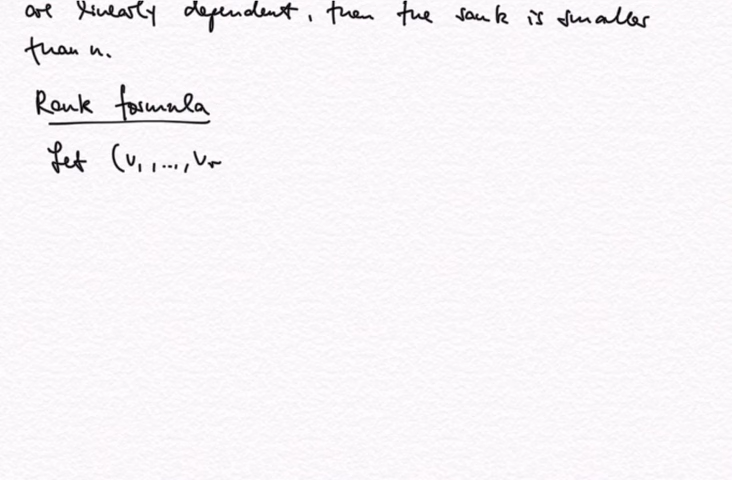 are linearly dependent, then the rank is smaller
than n.
Rank formula
Let (v₁,...,vᵣ